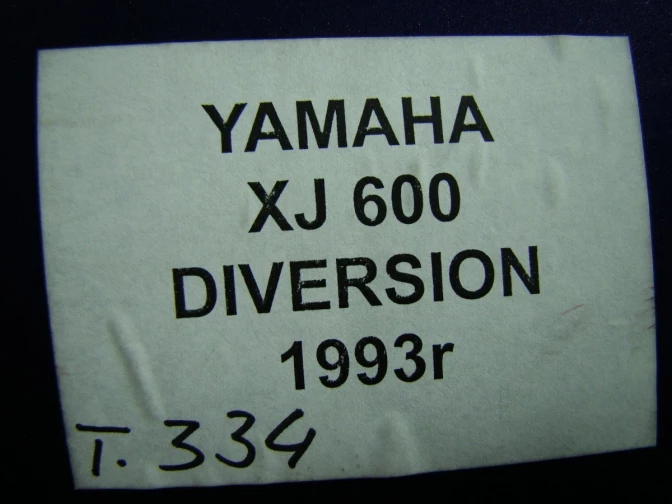 YAMAHA
XJ 600
DIVERSION
1993r
T. 334